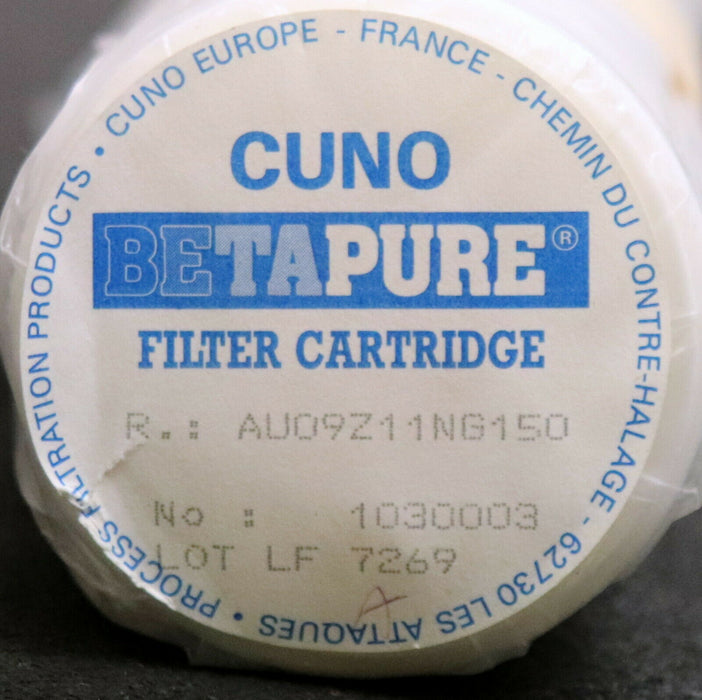 • CUNO EUROPE - FRANCE - CHEMIN DU CONTRE-HALAGE - 62730 LES ATTAQUES • PROCESS FILTRATION PRODUCTS
CUNO
BETAPURE®
FILTER CARTRIDGE
R.: AU09Z11NG150
No : 1030003
LOT LF 7269
A